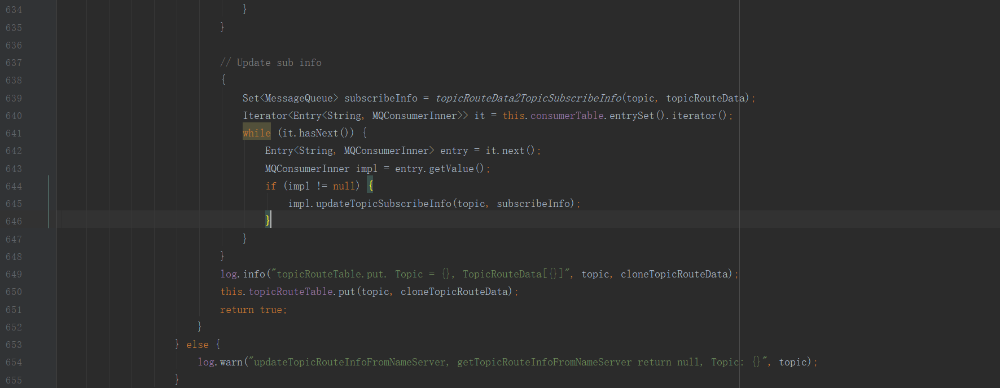 634 }
635 }
636
637 // Update sub info
638 {
639 Set<MessageQueue> subscribeInfo = topicRouteData2TopicSubscribeInfo(topic, topicRouteData);
640 Iterator<Entry<String, MQConsumerInner>> it = this.consumerTable.entrySet().iterator();
641 while (it.hasNext()) {
642 Entry<String, MQConsumerInner> entry = it.next();
643 MQConsumerInner impl = entry.getValue();
644 if (impl != null) {
645 impl.updateTopicSubscribeInfo(topic, subscribeInfo);
646 }
647 }
648 }
649 log.info("topicRouteTable.put. Topic = {}, TopicRouteData[{}]", topic, cloneTopicRouteData);
650 this.topicRouteTable.put(topic, cloneTopicRouteData);
651 return true;
652 }
653 } else {
654 log.warn("updateTopicRouteInfoFromNameServer, getTopicRouteInfoFromNameServer return null, Topic: {}", topic);
655 }